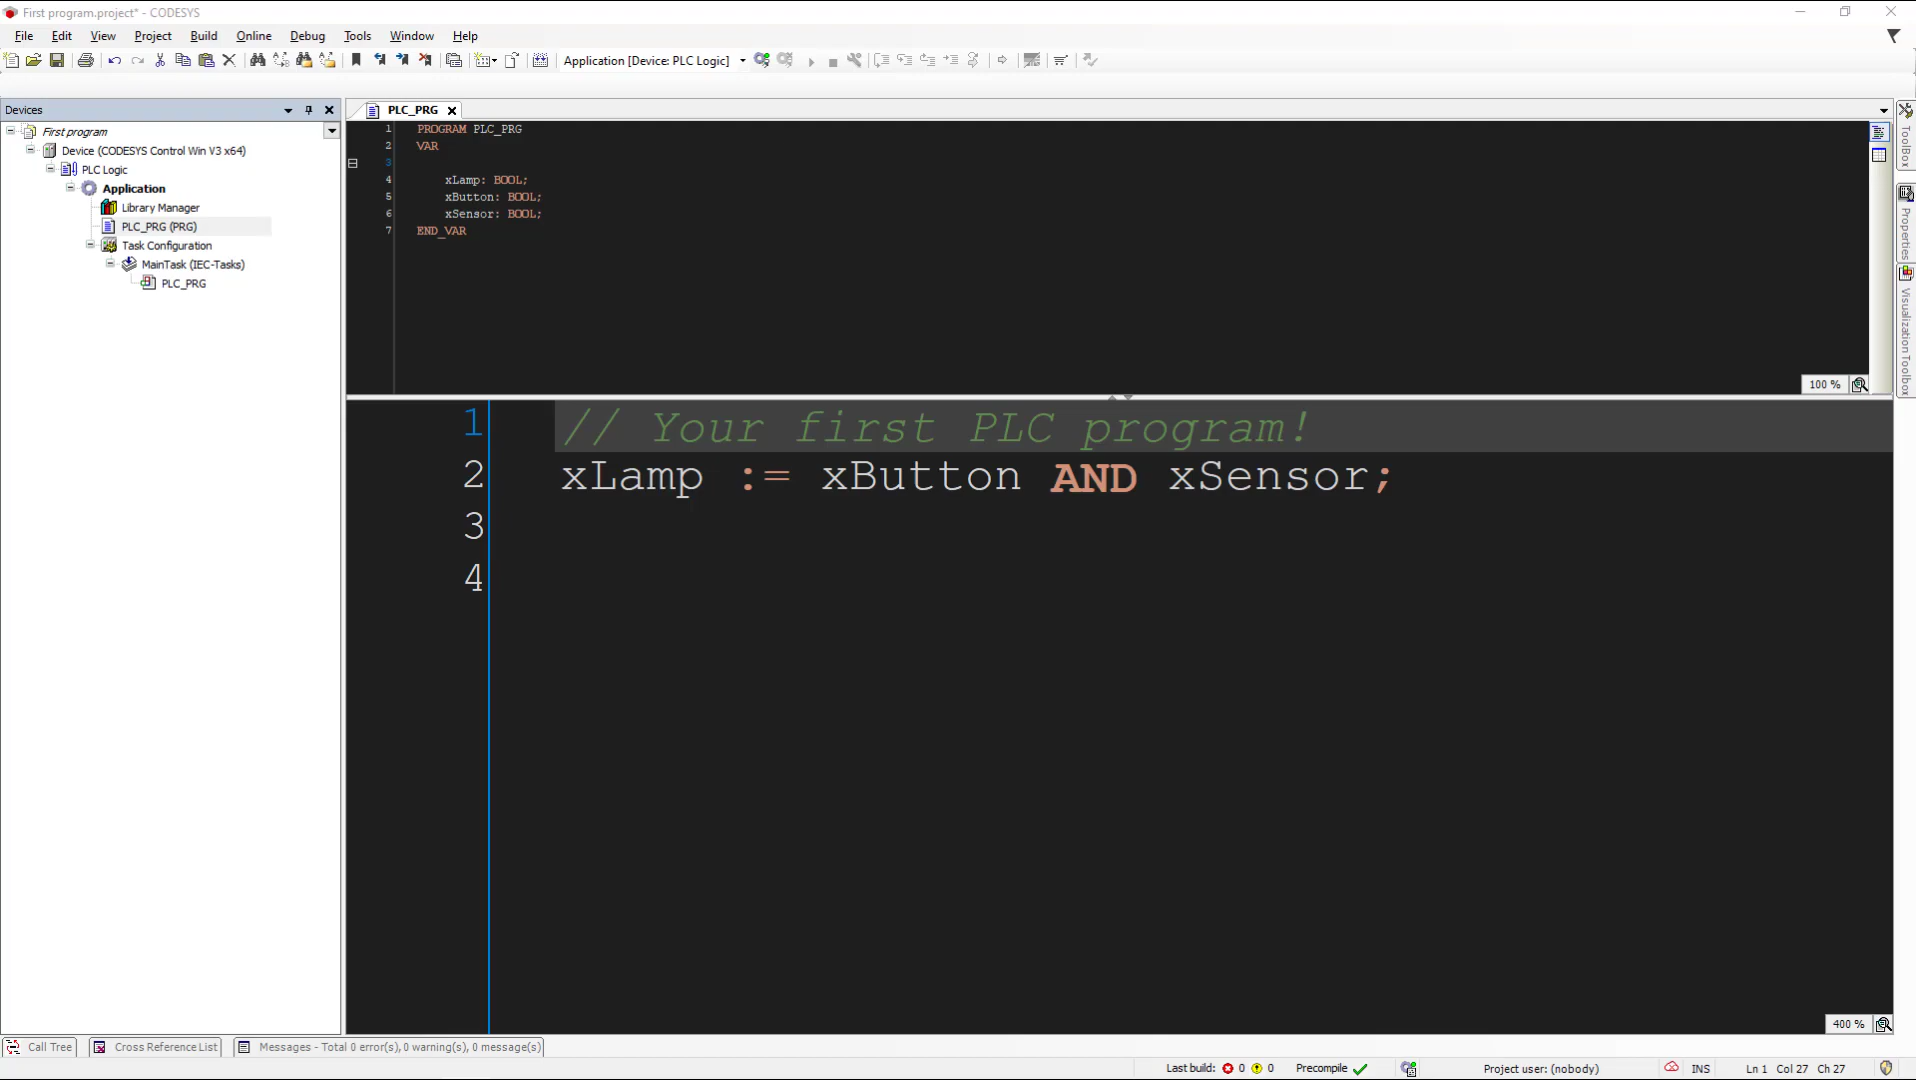 First program.project* - CODESYS
File Edit View Project Build Online Debug Tools Window Help
Application [Device: PLC Logic]
Devices
First program
Device (CODESYS Control Win V3 x64)
PLC Logic
Application
Library Manager
PLC_PRG (PRG)
Task Configuration
MainTask (IEC-Tasks)
PLC_PRG
PLC_PRG
1 PROGRAM PLC_PRG
2 VAR
3
4 xLamp: BOOL;
5 xButton: BOOL;
6 xSensor: BOOL;
7 END_VAR
100 %
1 // Your first PLC program!
2 xLamp := xButton AND xSensor;
3
4
400 %
ToolBox
Properties
Visualization Toolbox
Call Tree Cross Reference List Messages - Total 0 error(s), 0 warning(s), 0 message(s)
Last build: 0 0 Precompile Project user: (nobody) INS Ln 1 Col 27 Ch 27